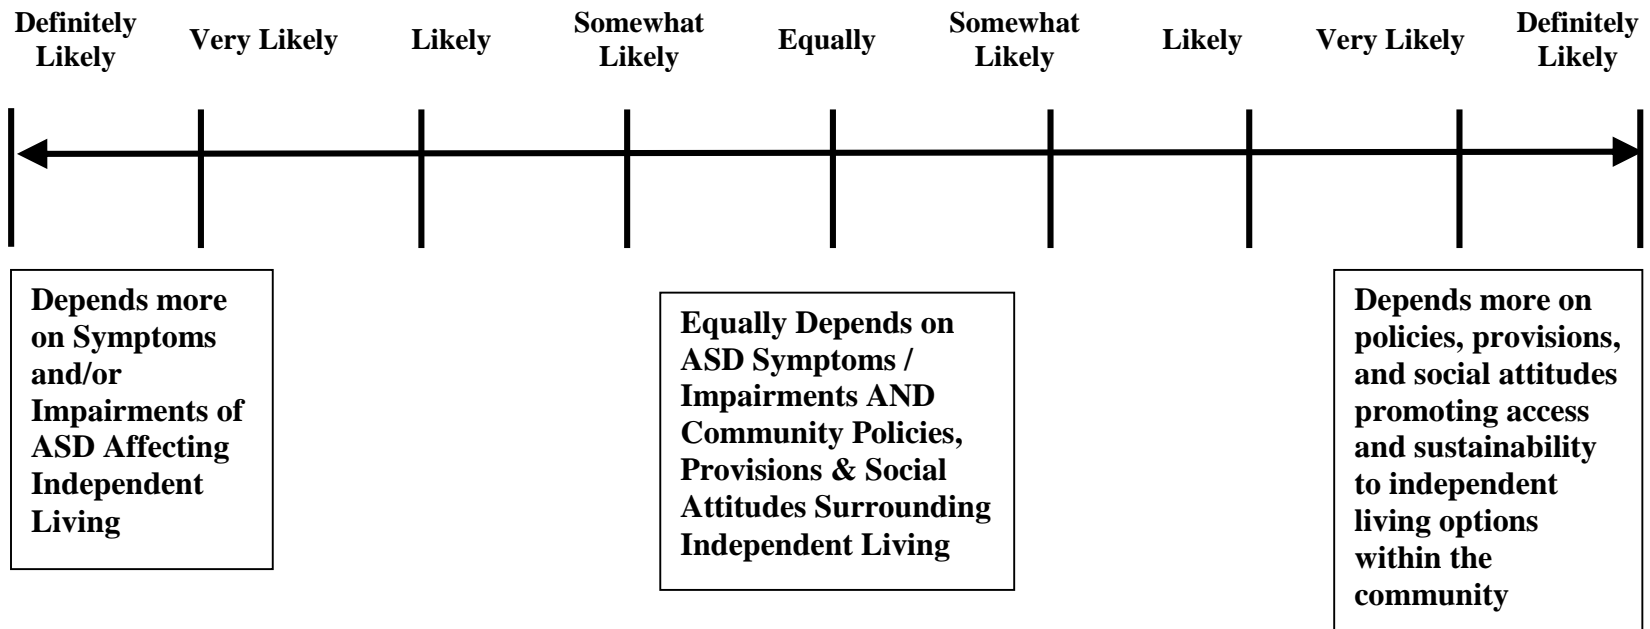 Definitely
Likely
Very Likely
Likely
Somewhat
Likely
Equally
Somewhat
Likely
Likely
Very Likely
Definitely
Likely
Depends more
on Symptoms
and/or
Impairments of
ASD Affecting
Independent
Living
Equally Depends on
ASD Symptoms /
Impairments AND
Community Policies,
Provisions & Social
Attitudes Surrounding
Independent Living
Depends more on
policies, provisions,
and social attitudes
promoting access
and sustainability
to independent
living options
within the
community